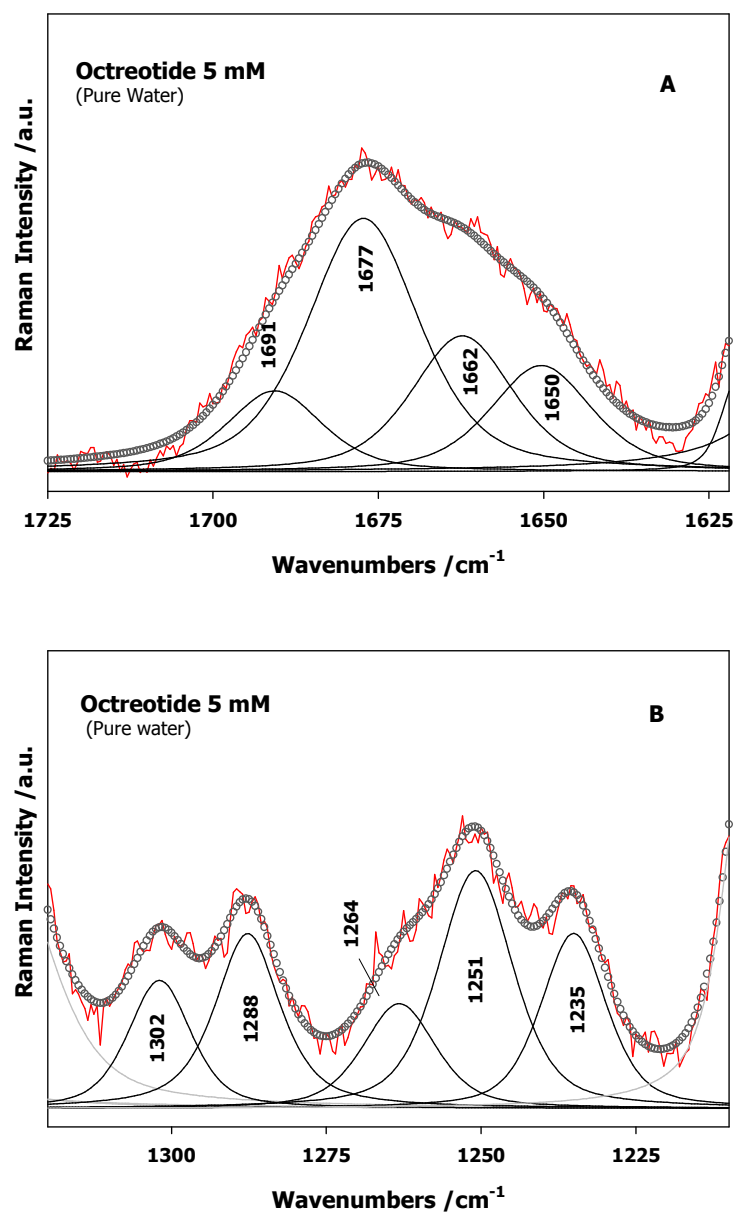 Octreotide 5 mM
(Pure Water)
A
Raman Intensity /a.u.
1691
1677
1662
1650
1725 1700 1675 1650 1625
Wavenumbers /cm⁻¹
Octreotide 5 mM
(Pure water)
B
Raman Intensity /a.u.
1302
1288
1264
1251
1235
1300 1275 1250 1225
Wavenumbers /cm⁻¹